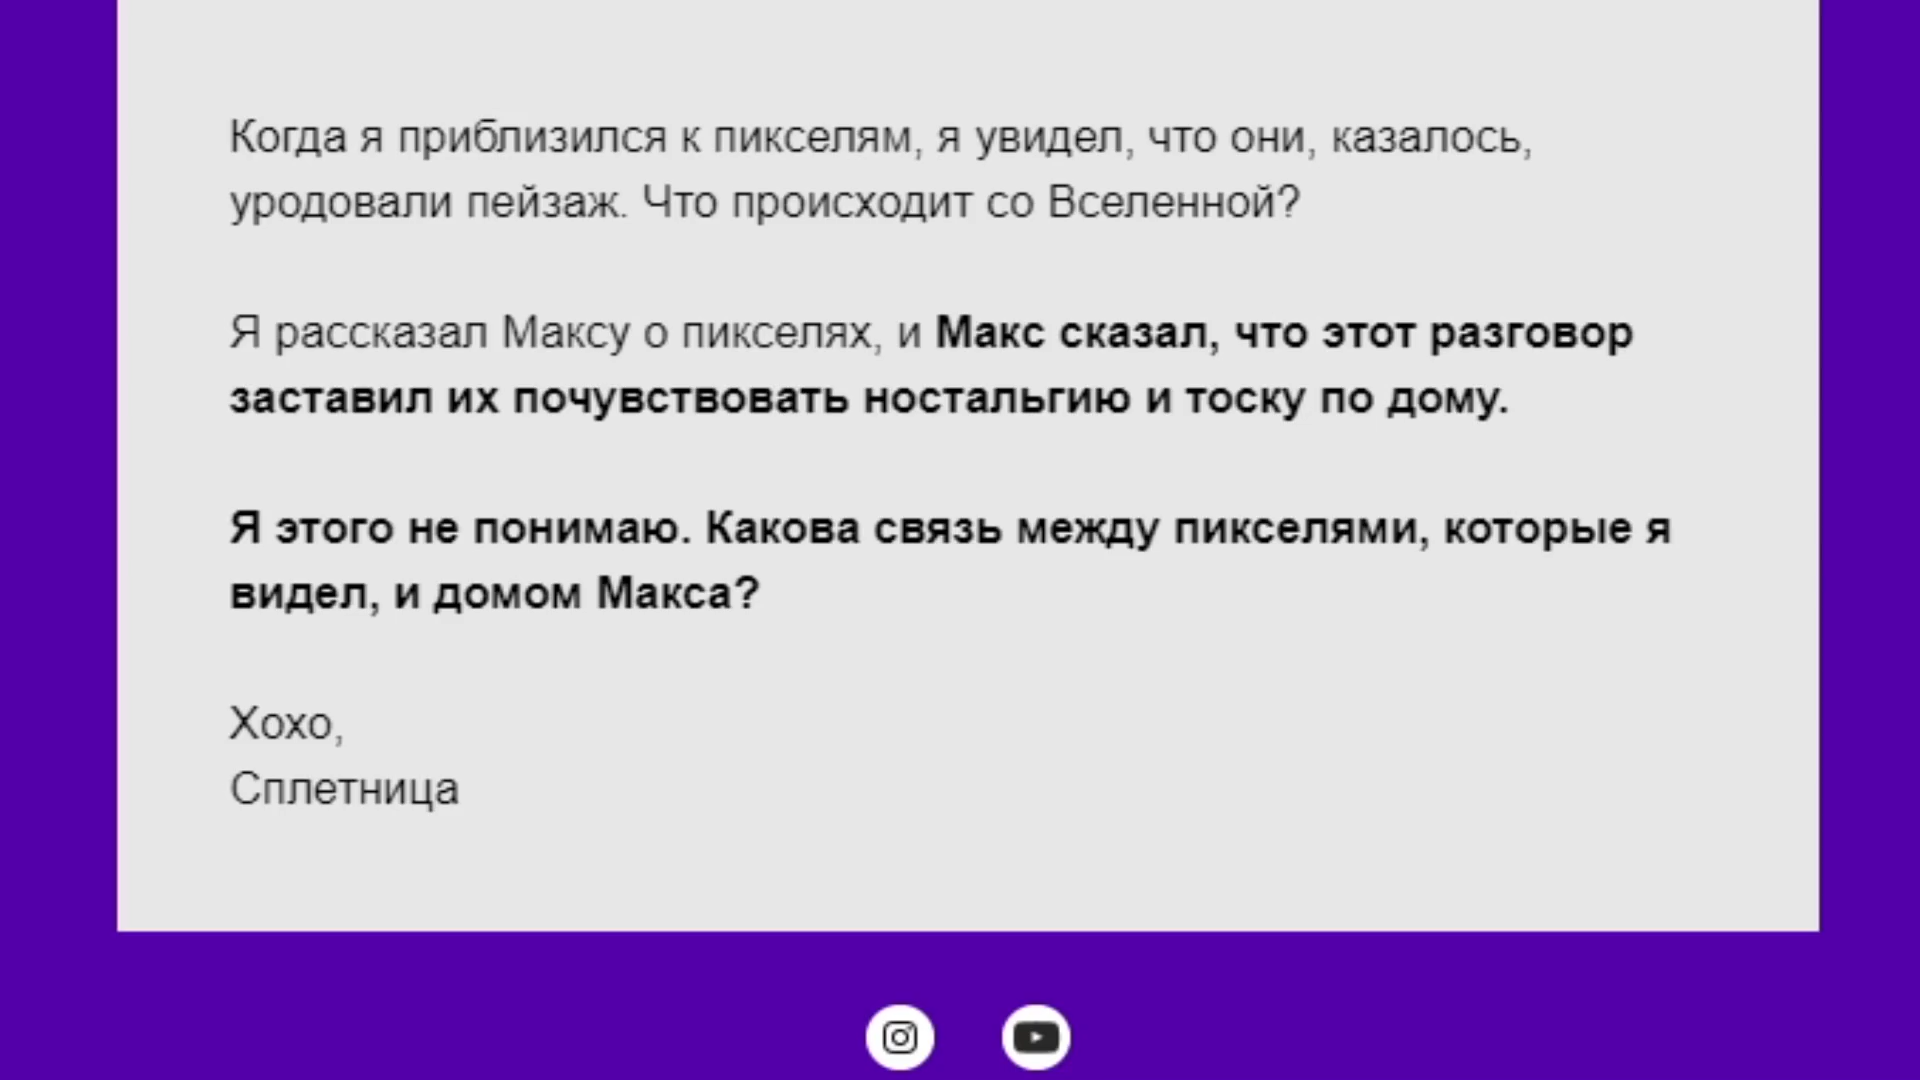 Когда я приблизился к пикселям, я увидел, что они, казалось,
уродовали пейзаж. Что происходит со Вселенной?
Я рассказал Максу о пикселях, и Макс сказал, что этот разговор
заставил их почувствовать ностальгию и тоску по дому.
Я этого не понимаю. Какова связь между пикселями, которые я
видел, и домом Макса?
Хохо,
Сплетница